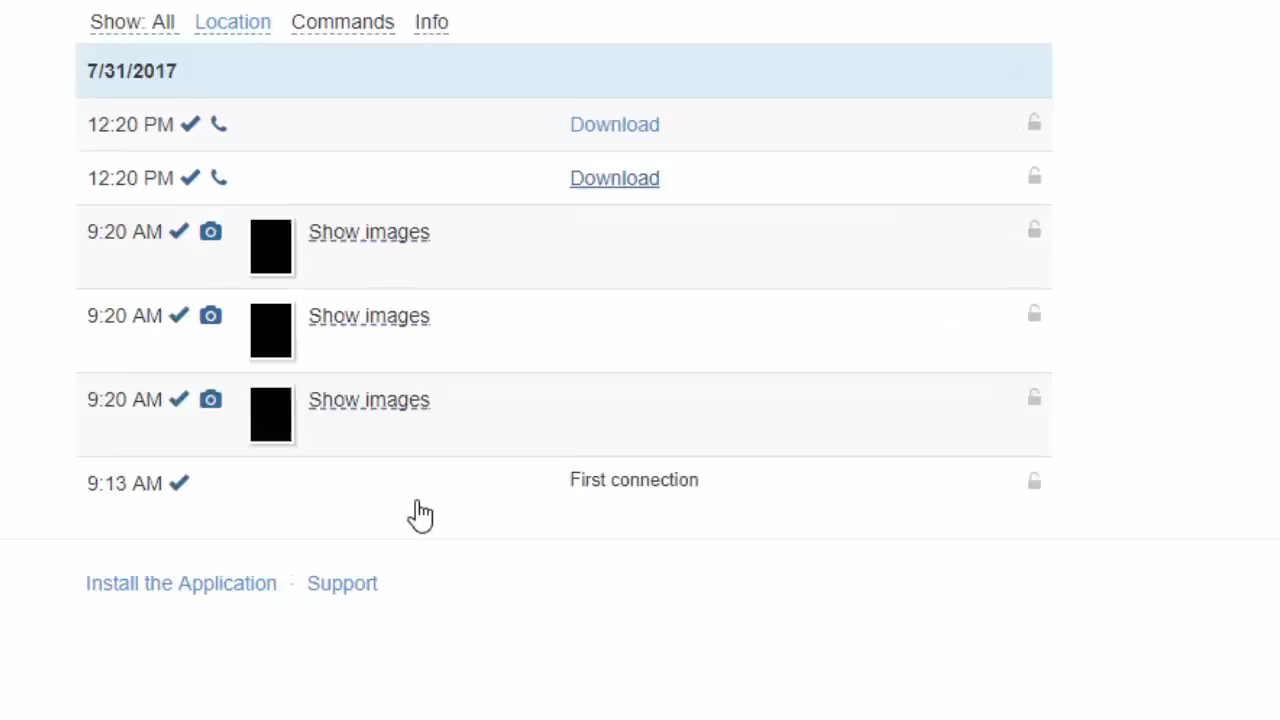 Show: All Location Commands Info
7/31/2017
12:20 PM Download
12:20 PM Download
9:20 AM Show images
9:20 AM Show images
9:20 AM Show images
9:13 AM First connection
Install the Application · Support